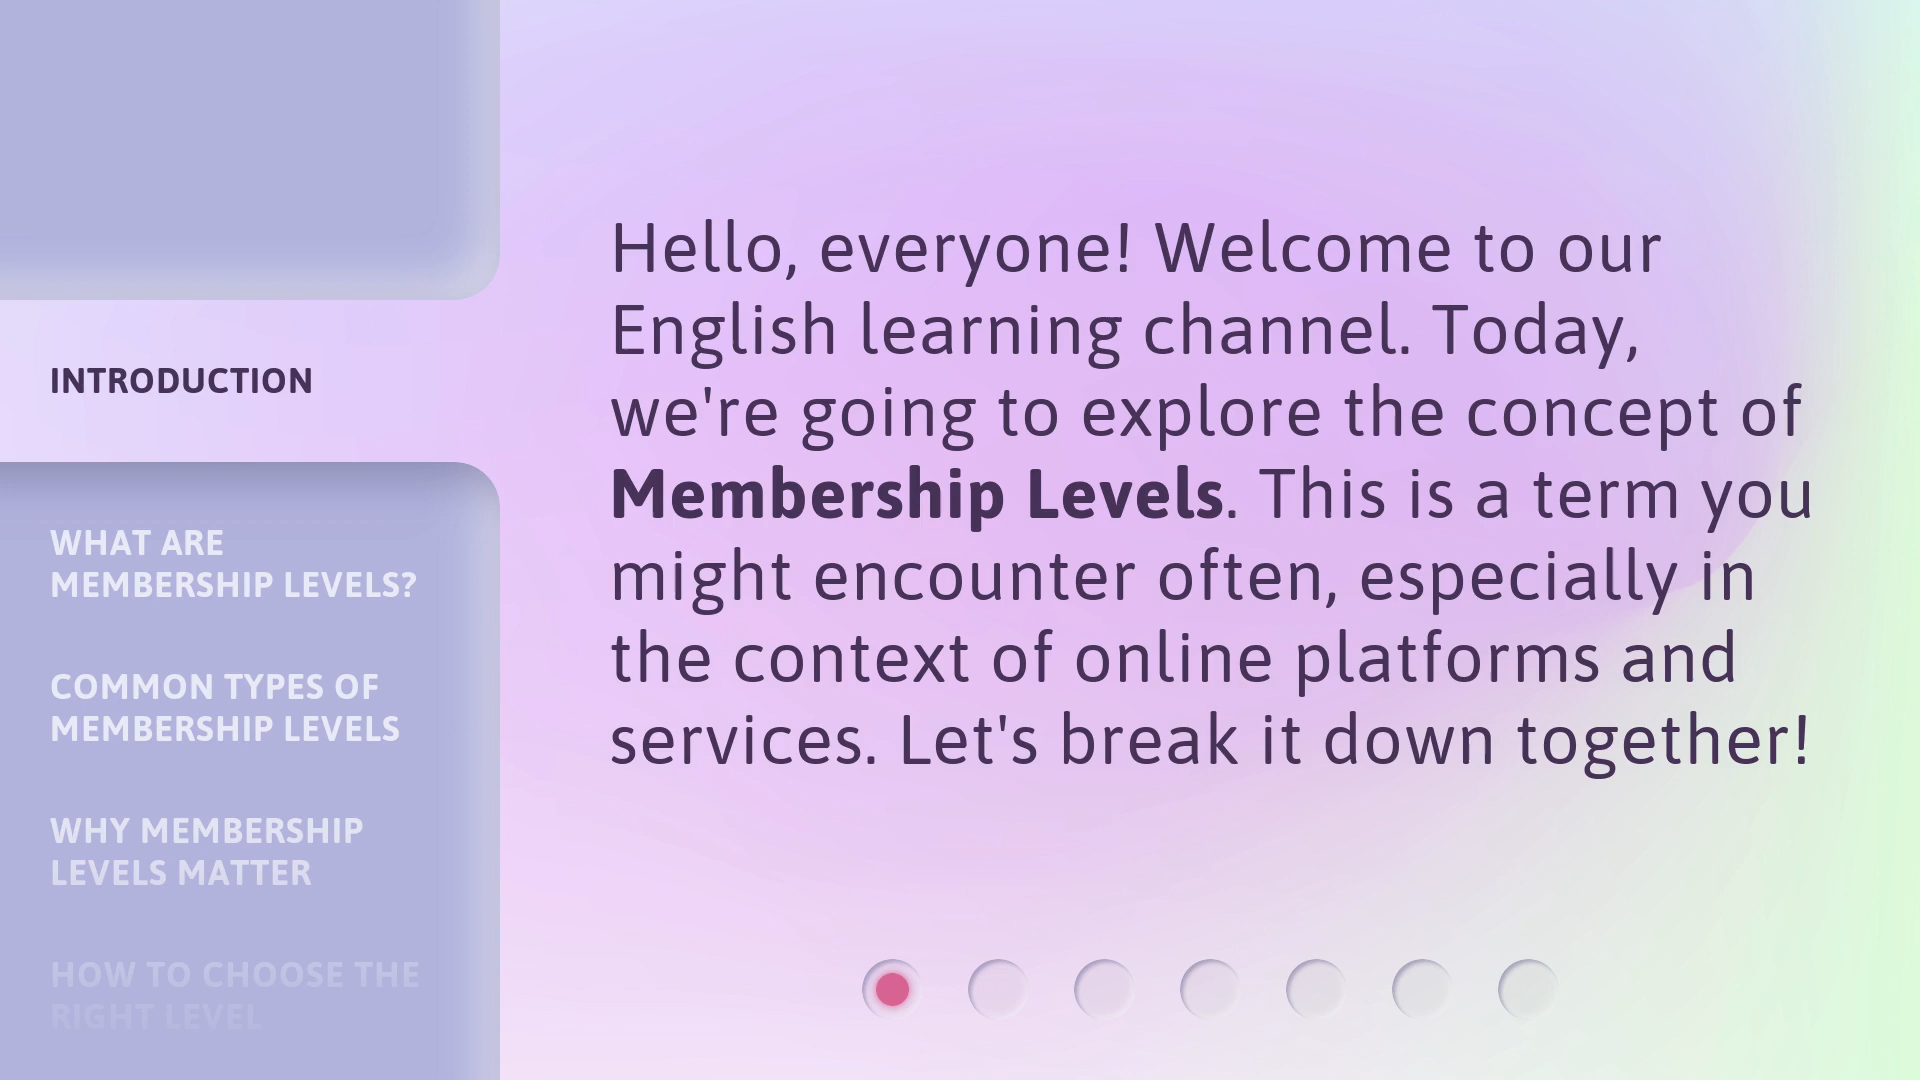 INTRODUCTION
WHAT ARE
MEMBERSHIP LEVELS?
COMMON TYPES OF
MEMBERSHIP LEVELS
WHY MEMBERSHIP
LEVELS MATTER
HOW TO CHOOSE THE
RIGHT LEVEL
Hello, everyone! Welcome to our
English learning channel. Today,
we're going to explore the concept of
Membership Levels. This is a term you
might encounter often, especially in
the context of online platforms and
services. Let's break it down together!